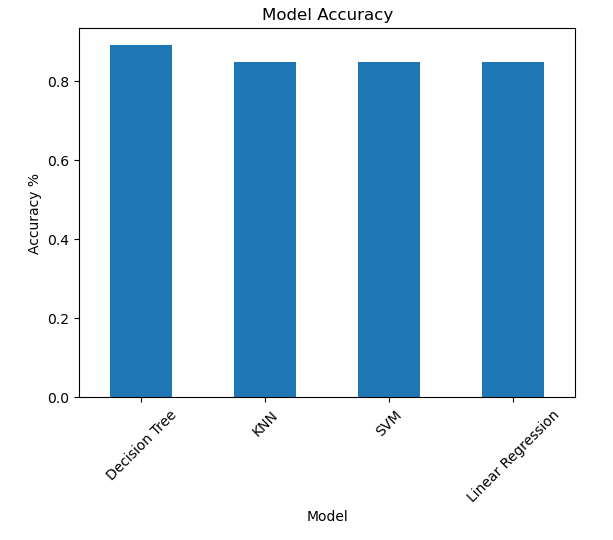 Model Accuracy
Accuracy %
0.8
0.6
0.4
0.2
0.0
Decision Tree
KNN
SVM
Linear Regression
Model